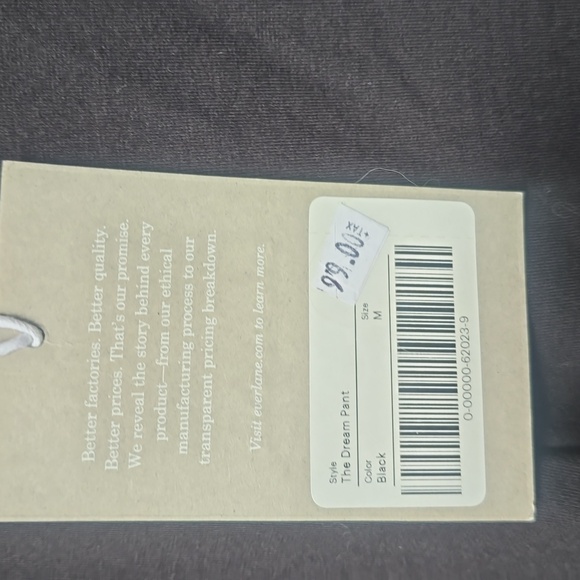 Better factories. Better quality.
Better prices. That's our promise.
We reveal the story behind every
product—from our ethical
manufacturing process to our
transparent pricing breakdown.
Visit everlane.com to learn more.
99.00
Style
The Dream Pant
Color
Size
Black
M
0-00000-62023-9